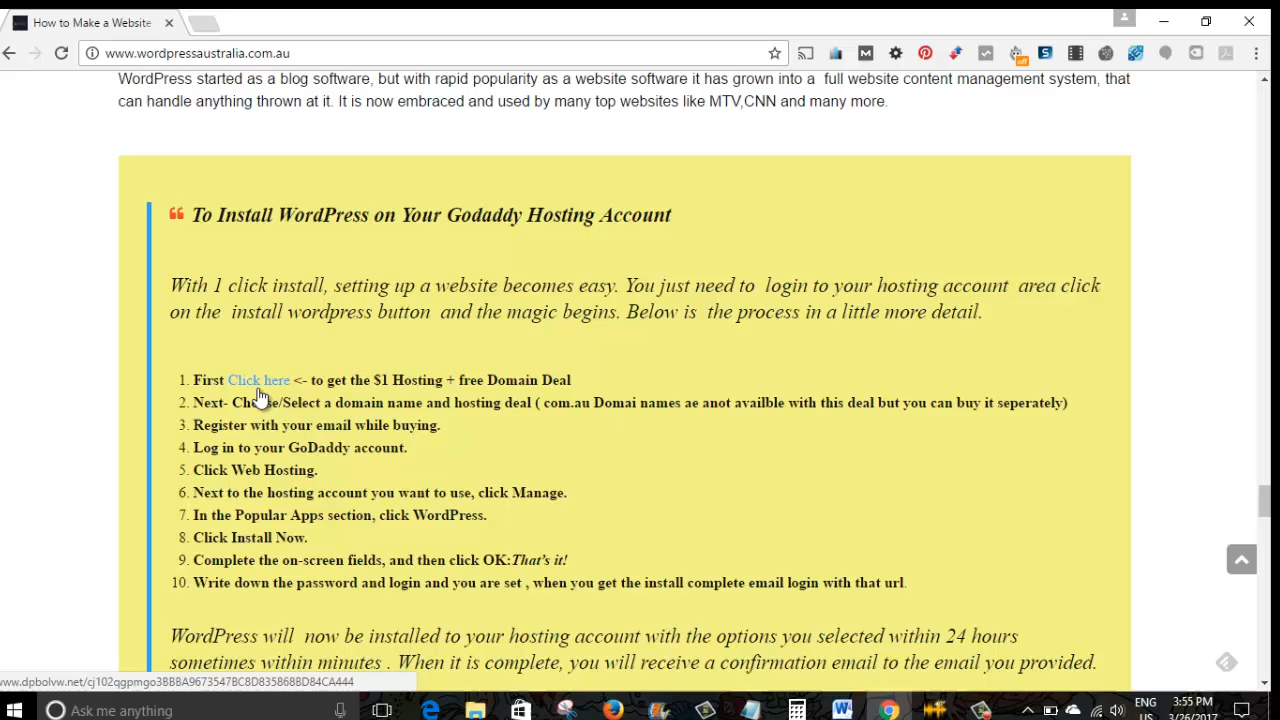 How to Make a Website
www.wordpressaustralia.com.au
WordPress started as a blog software, but with rapid popularity as a website software it has grown into a full website content management system, that
can handle anything thrown at it. It is now embraced and used by many top websites like MTV,CNN and many more.
To Install WordPress on Your Godaddy Hosting Account
With 1 click install, setting up a website becomes easy. You just need to login to your hosting account area click
on the install wordpress button and the magic begins. Below is the process in a little more detail.
1. First Click here <- to get the $1 Hosting + free Domain Deal
2. Next- Choose/Select a domain name and hosting deal ( com.au Domai names ae anot availble with this deal but you can buy it seperately)
3. Register with your email while buying.
4. Log in to your GoDaddy account.
5. Click Web Hosting.
6. Next to the hosting account you want to use, click Manage.
7. In the Popular Apps section, click WordPress.
8. Click Install Now.
9. Complete the on-screen fields, and then click OK:That's it!
10. Write down the password and login and you are set , when you get the install complete email login with that url.
WordPress will now be installed to your hosting account with the options you selected within 24 hours
sometimes within minutes . When it is complete, you will receive a confirmation email to the email you provided.
www.dpbolvw.net/cj102qgpmgo3BBBA9673547BC8D835868BD84CA444
Ask me anything
ENG
US
3:55 PM
3/26/2017